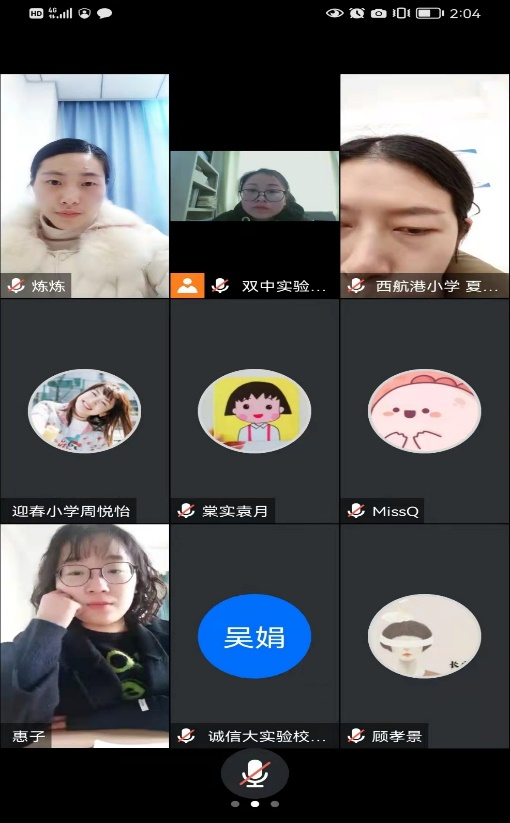 HD 4G 2:04
炼炼
双中实验...
西航港小学 夏...
迎春小学周悦怡
棠实袁月
MissQ
惠子
吴娟
诚信大实验校...
顾孝景